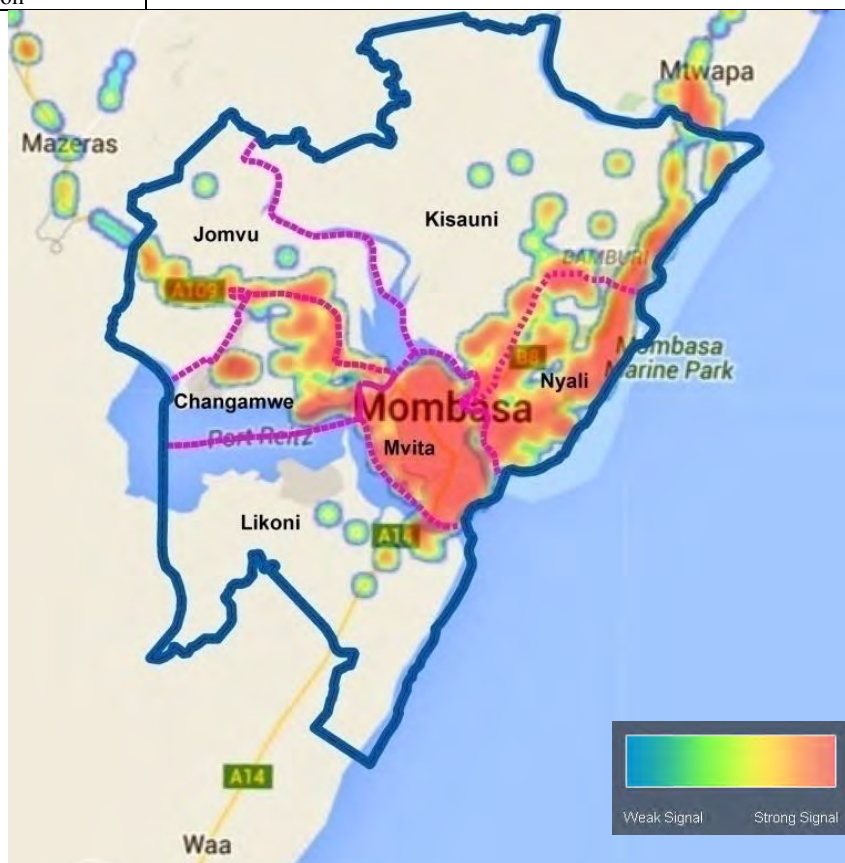 on
Mtwapa
Mazeras
Kisauni
Jomvu
BAMBURI
A109
Mombasa
Marine Park
B8
Nyali
Changamwe
Mombasa
Port Reitz
Mvita
Likoni
A14
A14
Waa
Weak Signal Strong Signal